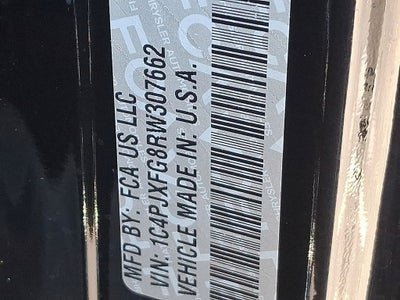 MFD BY: FCA US LLC
VIN: 1C4PJXFG8RW307662
VEHICLE MADE IN: U.S.A.